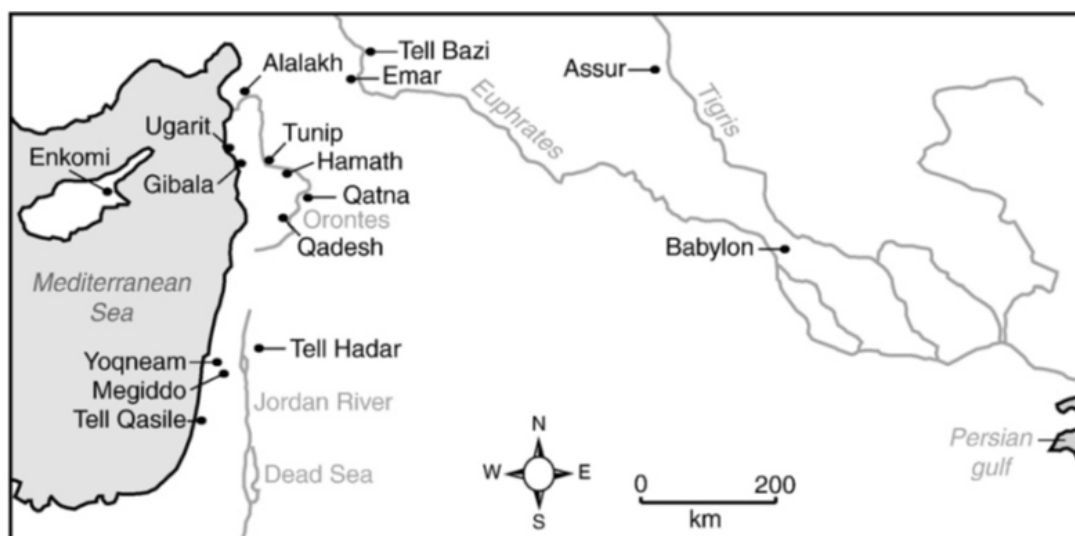 Tell Bazi
Alalakh
Assur
Emar
Euphrates
Tigris
Ugarit
Tunip
Enkomi
Hamath
Gibala
Qatna
Orontes
Qadesh
Babylon
Mediterranean
Sea
Tell Hadar
Yoqneam
Megiddo
Jordan River
Tell Qasile
N
W E
S
Dead Sea
0 200
km
Persian
gulf